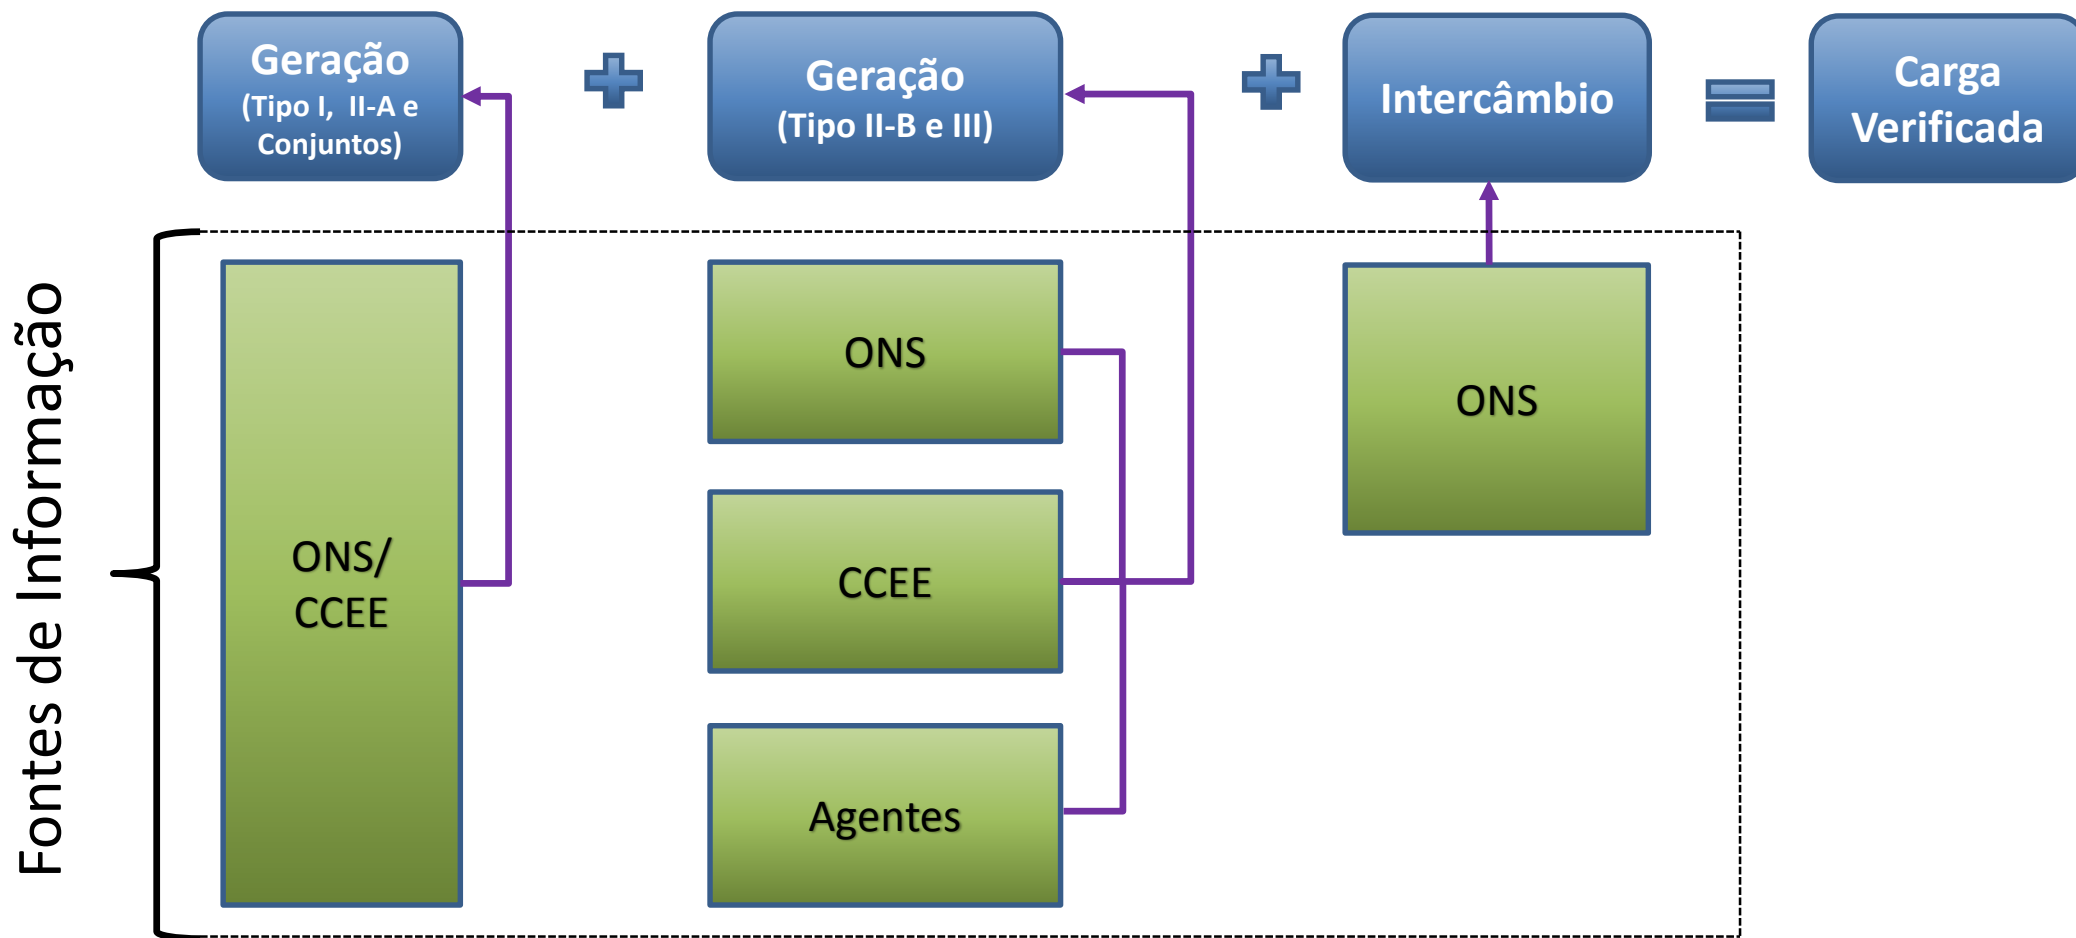 Geração
(Tipo I,  II-A e
Conjuntos)
Geração
(Tipo II-B e III)
Intercâmbio
Carga
Verificada
Fontes de Informação
ONS/
CCEE
ONS
CCEE
Agentes
ONS